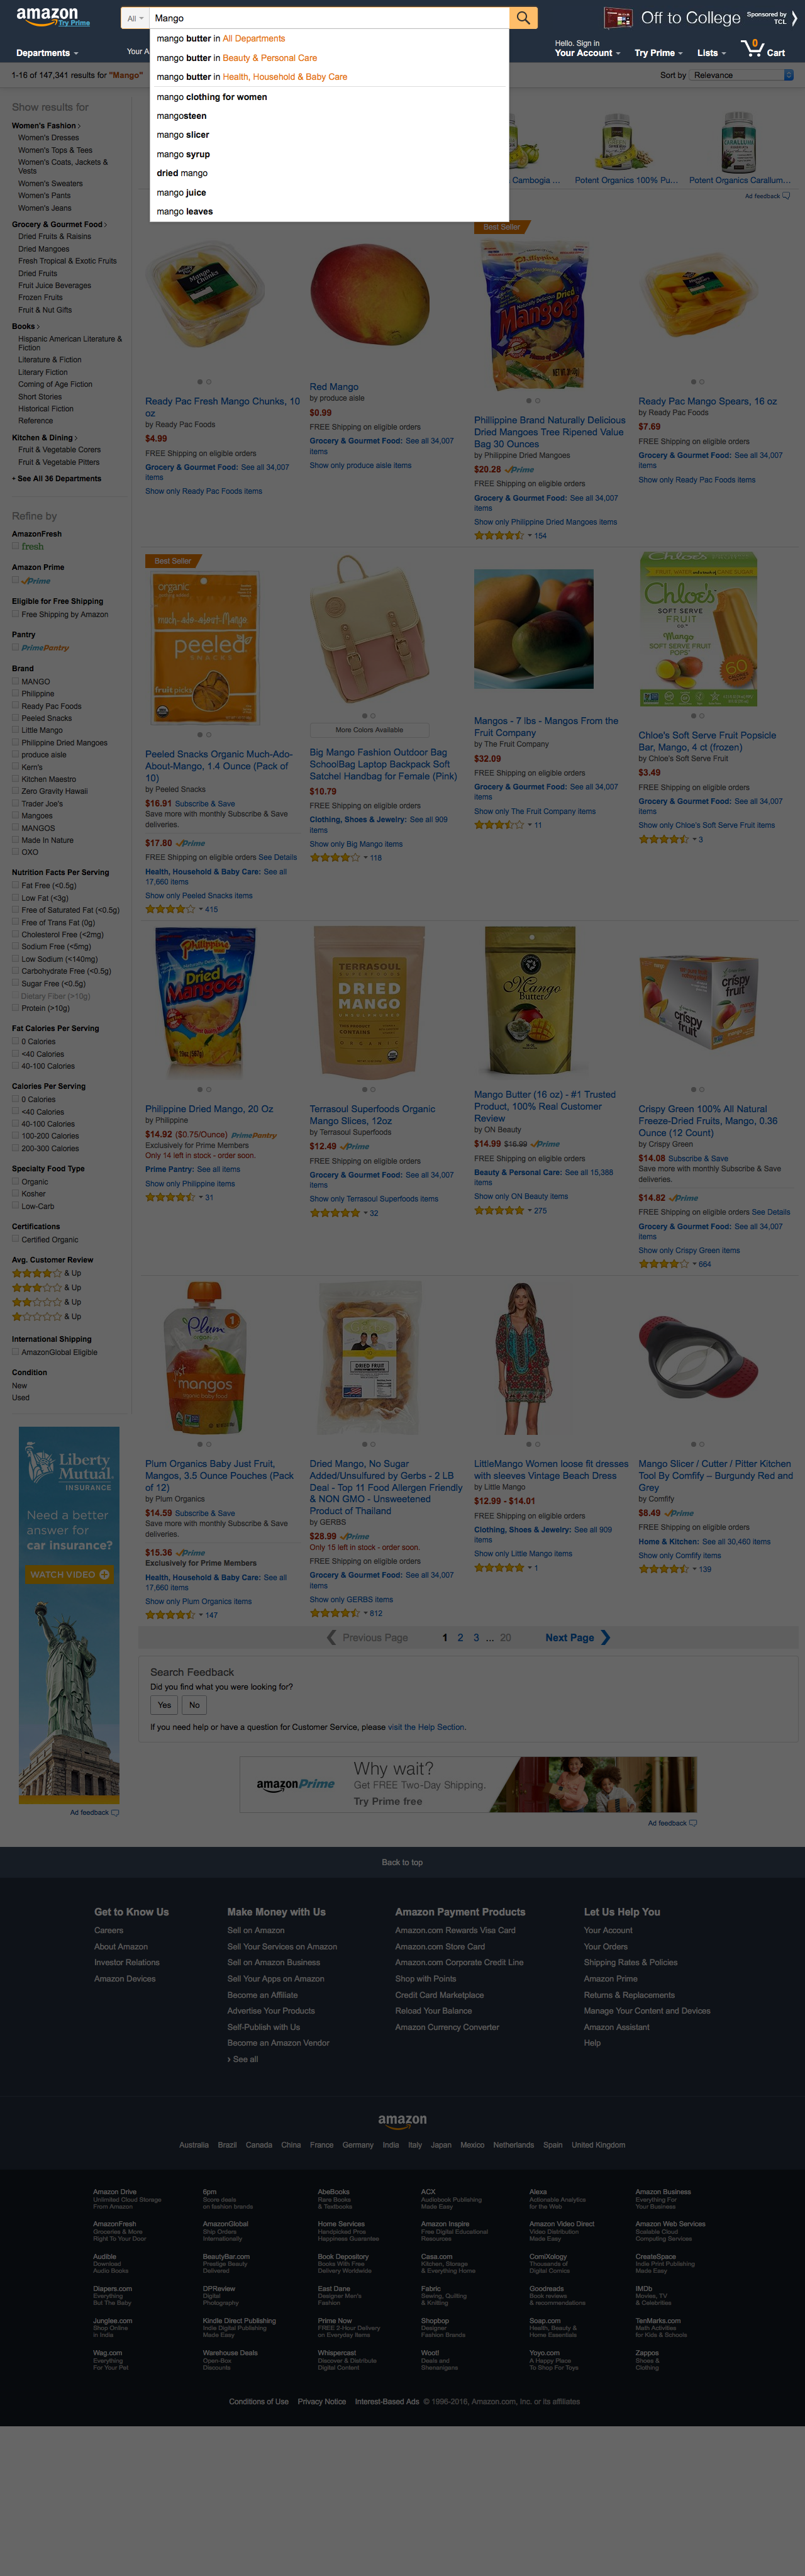 amazon
Try Prime
All
Mango
Off to College
Sponsored by
TCL
Departments
Your A
Hello. Sign in
Your Account
Try Prime
Lists
0
Cart
mango butter in All Departments
mango butter in Beauty & Personal Care
mango butter in Health, Household & Baby Care
mango clothing for women
mangosteen
mango slicer
mango syrup
dried mango
mango juice
mango leaves
1-16 of 147,341 results for "Mango"
Sort by
Relevance
Cambogia ...
Potent Organics 100% Pu...
Potent Organics Carallum...
Ad feedback
Show results for
Women's Fashion
Women's Dresses
Women's Tops & Tees
Women's Coats, Jackets &
Vests
Women's Sweaters
Women's Pants
Women's Jeans
Grocery & Gourmet Food
Dried Fruits & Raisins
Dried Mangoes
Fresh Tropical & Exotic Fruits
Dried Fruits
Fruit Juice Beverages
Frozen Fruits
Fruit & Nut Gifts
Books
Hispanic American Literature &
Fiction
Literature & Fiction
Literary Fiction
Coming of Age Fiction
Short Stories
Historical Fiction
Reference
Kitchen & Dining
Fruit & Vegetable Corers
Fruit & Vegetable Pitters
+ See All 36 Departments
Refine by
AmazonFresh
fresh
Amazon Prime
Prime
Eligible for Free Shipping
Free Shipping by Amazon
Pantry
PrimePantry
Brand
MANGO
Philippine
Ready Pac Foods
Peeled Snacks
Little Mango
Philippine Dried Mangoes
produce aisle
Kern's
Kitchen Maestro
Zero Gravity Hawaii
Trader Joe's
Mangoes
MANGOS
Made In Nature
OXO
Nutrition Facts Per Serving
Fat Free (<0.5g)
Low Fat (<3g)
Free of Saturated Fat (<0.5g)
Free of Trans Fat (0g)
Cholesterol Free (<2mg)
Sodium Free (<5mg)
Low Sodium (<140mg)
Carbohydrate Free (<0.5g)
Sugar Free (<0.5g)
Dietary Fiber (>10g)
Protein (>10g)
Fat Calories Per Serving
0 Calories
<40 Calories
40-100 Calories
Calories Per Serving
0 Calories
<40 Calories
40-100 Calories
100-200 Calories
200-300 Calories
Specialty Food Type
Organic
Kosher
Low-Carb
Certifications
Certified Organic
Avg. Customer Review
& Up
& Up
& Up
& Up
International Shipping
AmazonGlobal Eligible
Condition
New
Used
Liberty
Mutual.
INSURANCE
Need a better
answer for
car insurance?
WATCH VIDEO
Ad feedback
Mango Chunks
Ready Pac Fresh Mango Chunks, 10
oz
by Ready Pac Foods
$4.99
FREE Shipping on eligible orders
Grocery & Gourmet Food: See all 34,007
items
Show only Ready Pac Foods items
Red Mango
by produce aisle
$0.99
FREE Shipping on eligible orders
Grocery & Gourmet Food: See all 34,007
items
Show only produce aisle items
Best Seller
Philippine
Naturally Delicious Dried
Mangoes
Philippine Brand Naturally Delicious
Dried Mangoes Tree Ripened Value
Bag 30 Ounces
by Philippine Dried Mangoes
$20.28 Prime
FREE Shipping on eligible orders
Grocery & Gourmet Food: See all 34,007
items
Show only Philippine Dried Mangoes items
154
Ready Pac Mango Spears, 16 oz
by Ready Pac Foods
$7.69
FREE Shipping on eligible orders
Grocery & Gourmet Food: See all 34,007
items
Show only Ready Pac Foods items
Best Seller
organic
much-ado-about-Mango
peeled
SNACKS
fruit picks
Peeled Snacks Organic Much-Ado-
About-Mango, 1.4 Ounce (Pack of
10)
by Peeled Snacks
$16.91 Subscribe & Save
Save more with monthly Subscribe & Save
deliveries.
$17.80 Prime
FREE Shipping on eligible orders See Details
Health, Household & Baby Care: See all
17,660 items
Show only Peeled Snacks items
415
More Colors Available
Big Mango Fashion Outdoor Bag
SchoolBag Laptop Backpack Soft
Satchel Handbag for Female (Pink)
$10.79
FREE Shipping on eligible orders
Clothing, Shoes & Jewelry: See all 909
items
Show only Big Mango items
118
Mangos - 7 lbs - Mangos From the
Fruit Company
by The Fruit Company
$32.09
FREE Shipping on eligible orders
Grocery & Gourmet Food: See all 34,007
items
Show only The Fruit Company items
11
Chloe's
SOFT SERVE
FRUIT
Mango
SOFT SERVE FRUIT
POPS
60
Chloe's Soft Serve Fruit Popsicle
Bar, Mango, 4 ct (frozen)
by Chloe's Soft Serve Fruit
$3.49
FREE Shipping on eligible orders
Grocery & Gourmet Food: See all 34,007
items
Show only Chloe's Soft Serve Fruit items
3
Philippine
Dried
Mangoes
Philippine Dried Mango, 20 Oz
by Philippine
$14.92 ($0.75/Ounce) PrimePantry
Exclusively for Prime Members
Only 14 left in stock - order soon.
Prime Pantry: See all items
Show only Philippine items
31
TERRASOUL
SUPERFOODS
DRIED
MANGO
Terrasoul Superfoods Organic
Mango Slices, 12oz
by Terrasoul Superfoods
$12.49 Prime
FREE Shipping on eligible orders
Grocery & Gourmet Food: See all 34,007
items
Show only Terrasoul Superfoods items
32
Mango
Butter
Mango Butter (16 oz) - #1 Trusted
Product, 100% Real Customer
Review
by ON Beauty
$14.99 $16.99 Prime
FREE Shipping on eligible orders
Beauty & Personal Care: See all 15,388
items
Show only ON Beauty items
275
crispy
fruit
crispy
fruit
Crispy Green 100% All Natural
Freeze-Dried Fruits, Mango, 0.36
Ounce (12 Count)
by Crispy Green
$14.08 Subscribe & Save
Save more with monthly Subscribe & Save
deliveries.
$14.82 Prime
FREE Shipping on eligible orders See Details
Grocery & Gourmet Food: See all 34,007
items
Show only Crispy Green items
664
Plum
1
just
mangos
Plum Organics Baby Just Fruit,
Mangos, 3.5 Ounce Pouches (Pack
of 12)
by Plum Organics
$14.59 Subscribe & Save
Save more with monthly Subscribe & Save
deliveries.
$15.36 Prime
Exclusively for Prime Members
Health, Household & Baby Care: See all
17,660 items
Show only Plum Organics items
147
DRIED FRUIT
Dried Mango, No Sugar
Added/Unsulfured by Gerbs - 2 LB
Deal - Top 11 Food Allergen Friendly
& NON GMO - Unsweetened
Product of Thailand
by GERBS
$28.99 Prime
Only 15 left in stock - order soon.
FREE Shipping on eligible orders
Grocery & Gourmet Food: See all 34,007
items
Show only GERBS items
812
LittleMango Women loose fit dresses
with sleeves Vintage Beach Dress
by Little Mango
$12.99 - $14.01
FREE Shipping on eligible orders
Clothing, Shoes & Jewelry: See all 909
items
Show only Little Mango items
1
Mango Slicer / Cutter / Pitter Kitchen
Tool By Comfify – Burgundy Red and
Grey
by Comfify
$8.49 Prime
FREE Shipping on eligible orders
Home & Kitchen: See all 30,460 items
Show only Comfify items
139
Previous Page
1 2 3 ... 20
Next Page
Search Feedback
Did you find what you were looking for?
Yes
No
If you need help or have a question for Customer Service, please visit the Help Section.
amazonPrime
Why wait?
Get FREE Two-Day Shipping.
Try Prime free
Ad feedback
Back to top
Get to Know Us
Careers
About Amazon
Investor Relations
Amazon Devices
Make Money with Us
Sell on Amazon
Sell Your Services on Amazon
Sell on Amazon Business
Sell Your Apps on Amazon
Become an Affiliate
Advertise Your Products
Self-Publish with Us
Become an Amazon Vendor
› See all
Amazon Payment Products
Amazon.com Rewards Visa Card
Amazon.com Store Card
Amazon.com Corporate Credit Line
Shop with Points
Credit Card Marketplace
Reload Your Balance
Amazon Currency Converter
Let Us Help You
Your Account
Your Orders
Shipping Rates & Policies
Amazon Prime
Returns & Replacements
Manage Your Content and Devices
Amazon Assistant
Help
amazon
Australia Brazil Canada China France Germany India Italy Japan Mexico Netherlands Spain United Kingdom
Amazon Drive
Unlimited Cloud Storage
From Amazon
6pm
Score deals
on fashion brands
AbeBooks
Rare Books
& Textbooks
ACX
Audiobook Publishing
Made Easy
Alexa
Actionable Analytics
for the Web
Amazon Business
Everything For
Your Business
AmazonFresh
Groceries & More
Right To Your Door
AmazonGlobal
Ship Orders
Internationally
Home Services
Handpicked Pros
Happiness Guarantee
Amazon Inspire
Free Digital Educational
Resources
Amazon Video Direct
Video Distribution
Made Easy
Amazon Web Services
Scalable Cloud
Computing Services
Audible
Download
Audio Books
BeautyBar.com
Prestige Beauty
Delivered
Book Depository
Books With Free
Delivery Worldwide
Casa.com
Kitchen, Storage
& Everything Home
ComiXology
Thousands of
Digital Comics
CreateSpace
Indie Print Publishing
Made Easy
Diapers.com
Everything
But The Baby
DPReview
Digital
Photography
East Dane
Designer Men's
Fashion
Fabric
Sewing, Quilting
& Knitting
Goodreads
Book reviews
& recommendations
IMDb
Movies, TV
& Celebrities
Junglee.com
Shop Online
in India
Kindle Direct Publishing
Indie Digital Publishing
Made Easy
Prime Now
FREE 2-Hour Delivery
on Everyday Items
Shopbop
Designer
Fashion Brands
Soap.com
Health, Beauty &
Home Essentials
TenMarks.com
Math Activities
for Kids & Schools
Wag.com
Everything
For Your Pet
Warehouse Deals
Open-Box
Discounts
Whispercast
Discover & Distribute
Digital Content
Woot!
Deals and
Shenanigans
Yoyo.com
A Happy Place
To Shop For Toys
Zappos
Shoes &
Clothing
Conditions of Use Privacy Notice Interest-Based Ads © 1996-2016, Amazon.com, Inc. or its affiliates